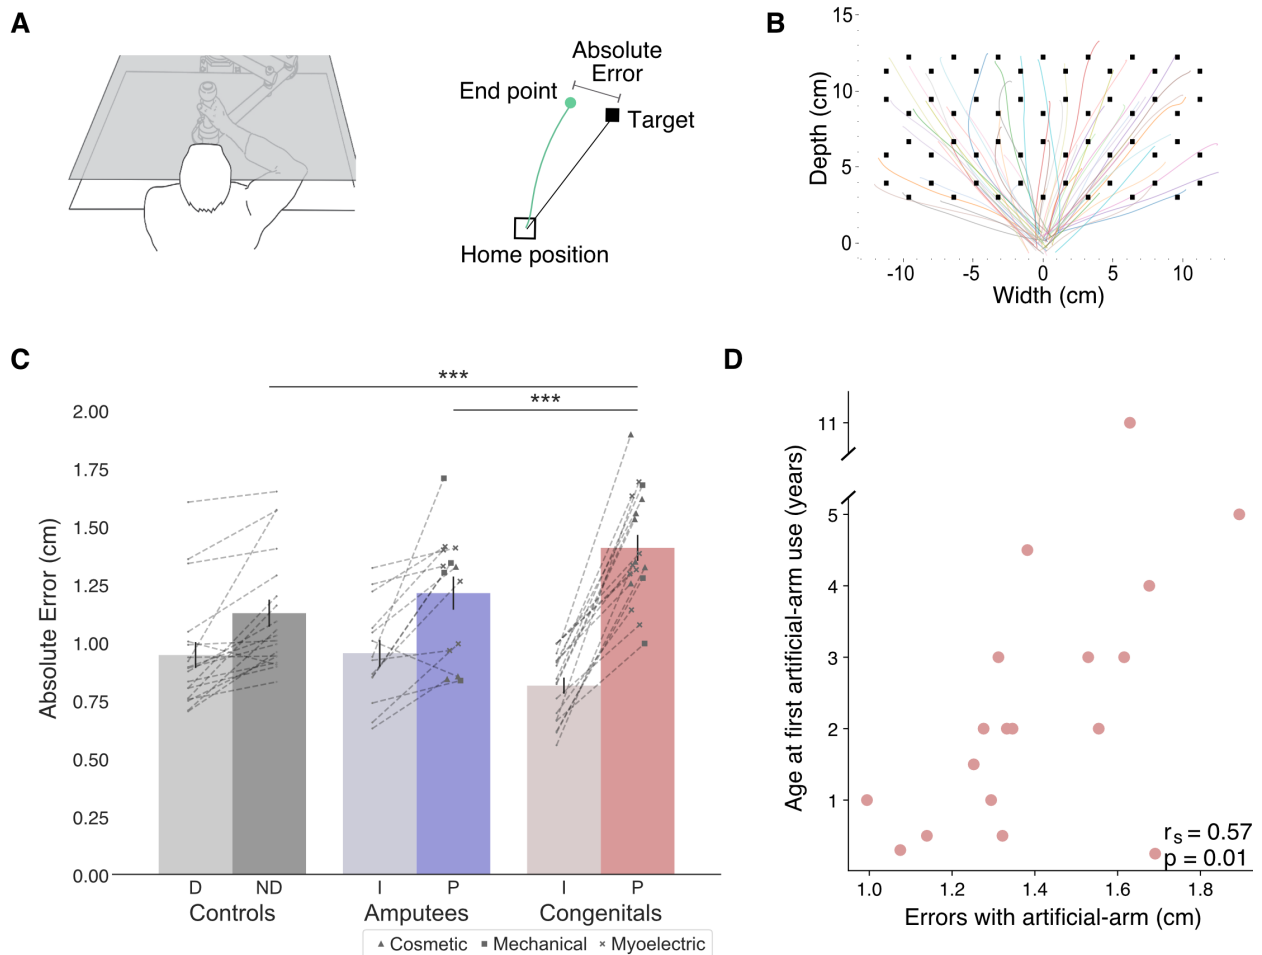 A
Absolute
Error
End point
Target
Home position
B
15
10
5
0
Depth (cm)
-10 -5 0 5 10
Width (cm)
C
***
***
2.00
1.75
1.50
1.25
1.00
0.75
0.50
0.25
0.00
Absolute Error (cm)
D ND I P I P
Controls Amputees Congenitals
Cosmetic Mechanical Myoelectric
D
11
5
4
3
2
1
Age at first artificial-arm use (years)
rs = 0.57
p = 0.01
1.0 1.2 1.4 1.6 1.8
Errors with artificial-arm (cm)